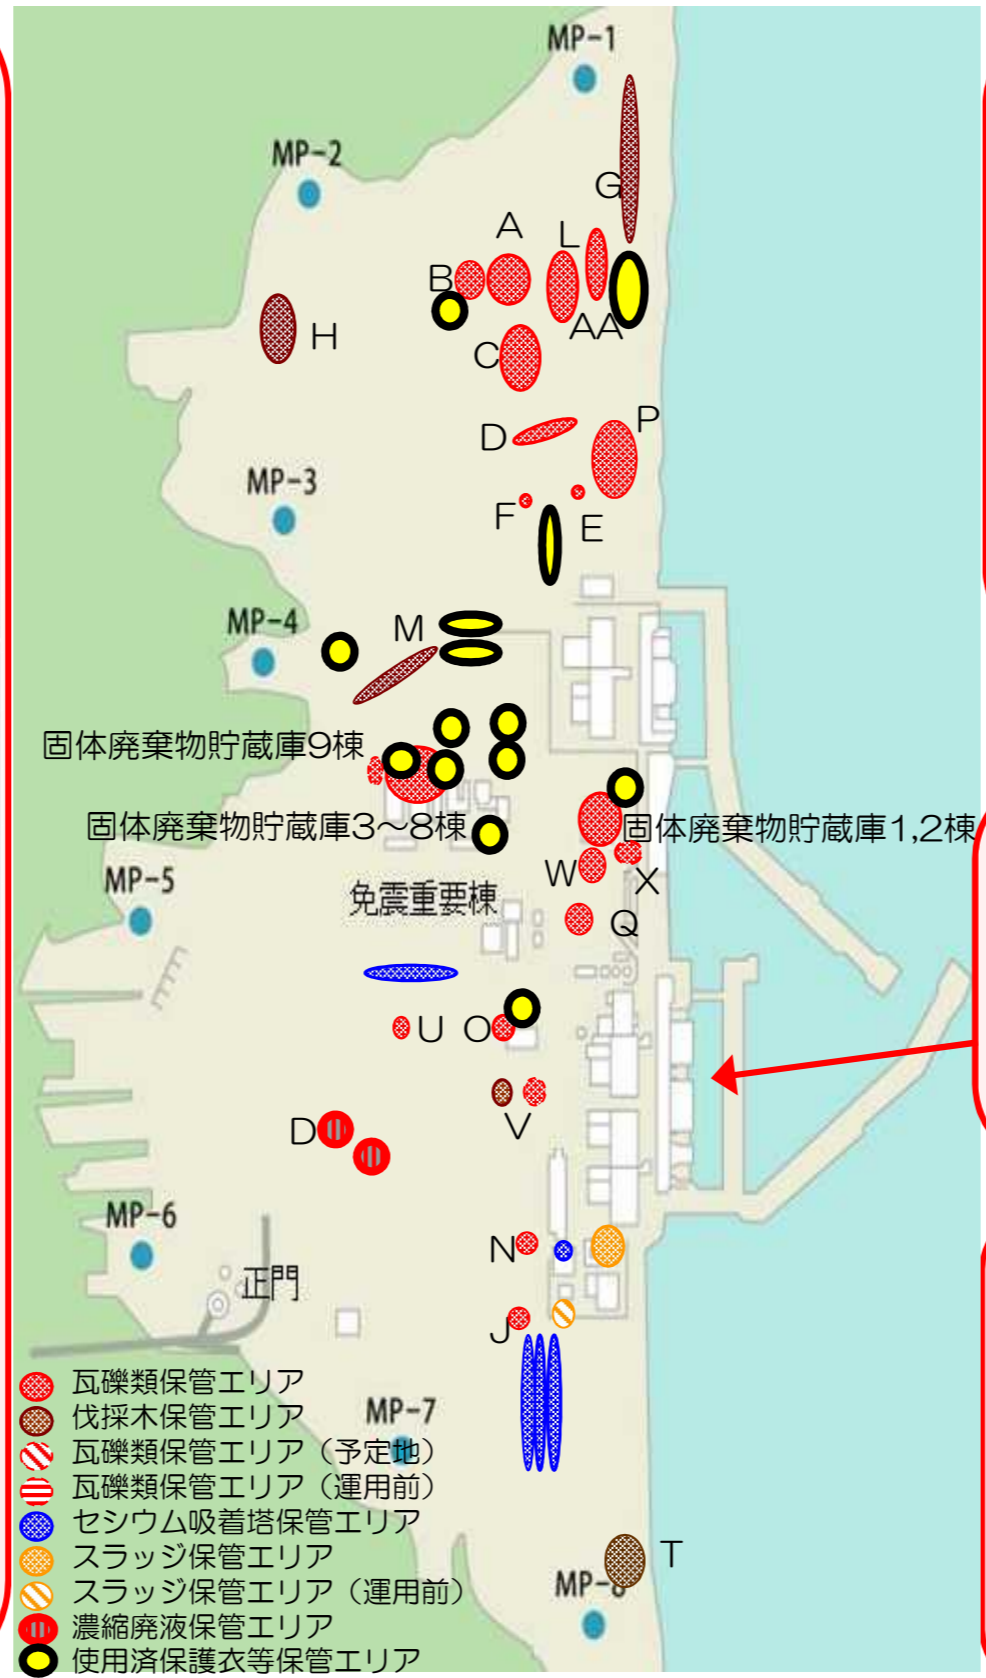 MP-1
MP-2
G
A
L
B
AA
H
C
P
D
MP-3
F
E
M
MP-4
固体廃棄物貯蔵庫9棟
固体廃棄物貯蔵庫3〜8棟
固体廃棄物貯蔵庫1,2棟
W
X
MP-5
免震重要棟
Q
U
O
V
D
MP-6
N
正門
J
瓦礫類保管エリア
伐採木保管エリア
MP-7
瓦礫類保管エリア（予定地）
瓦礫類保管エリア（運用前）
セシウム吸着塔保管エリア
スラッジ保管エリア
T
MP-8
スラッジ保管エリア（運用前）
濃縮廃液保管エリア
使用済保護衣等保管エリア